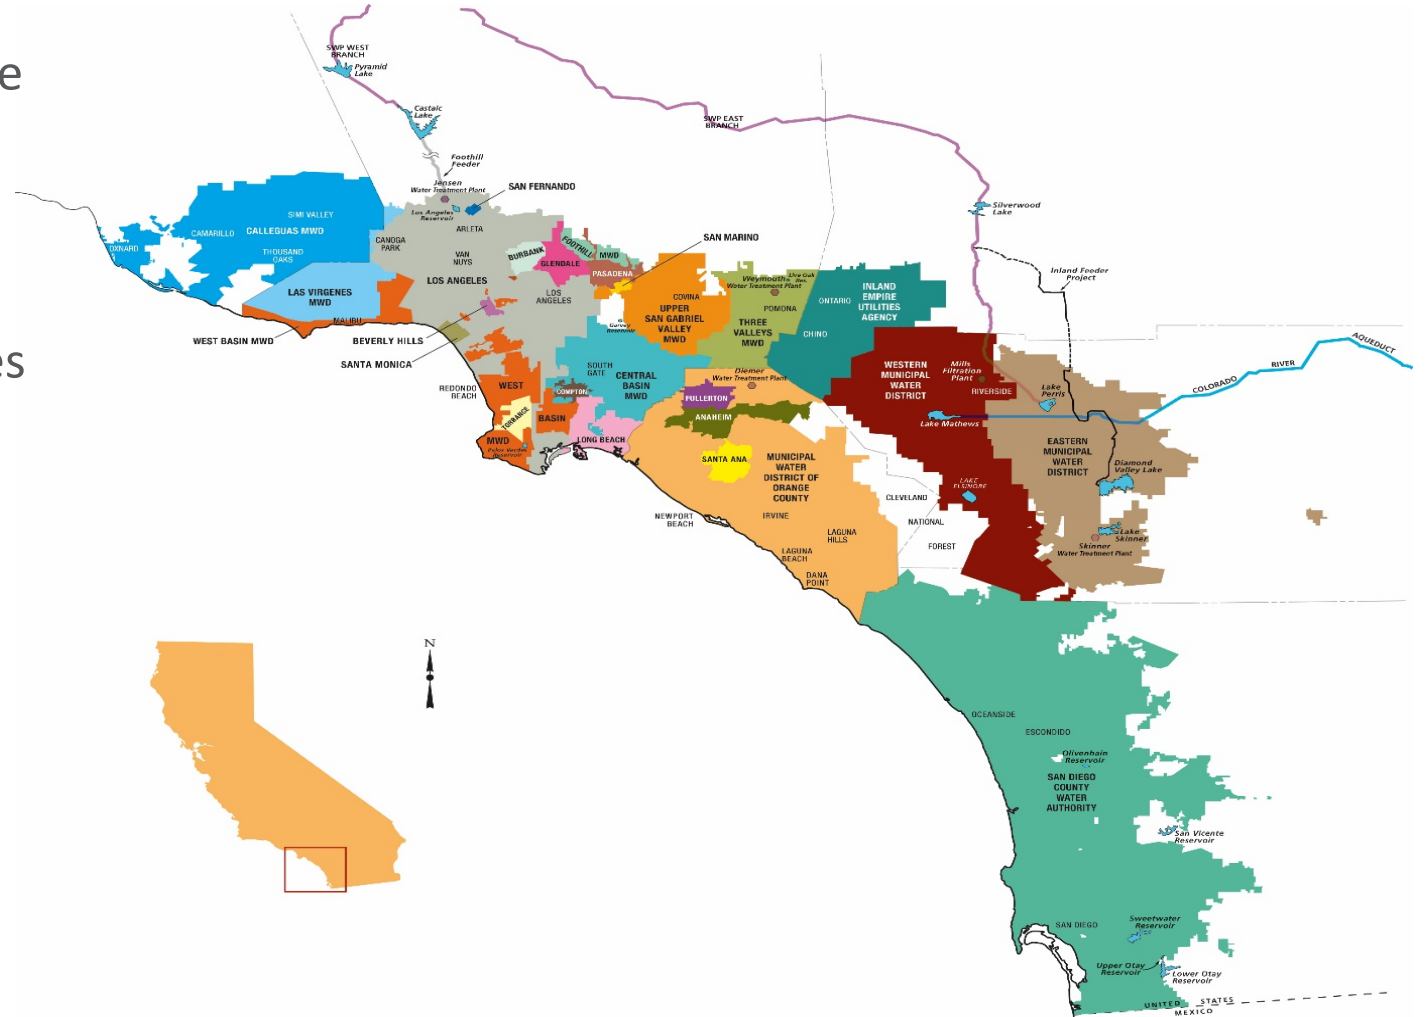 e
es
SWP WEST
BRANCH
Pyramid
Lake
Castaic
Lake
SWP EAST
BRANCH
Foothill
Feeder
Jensen
Water Treatment Plant
SAN FERNANDO
Los Angeles
Reservoir
Silverwood
Lake
SIMI VALLEY
CAMARILLO
CALLEGUAS MWD
OXNARD
THOUSAND
OAKS
ARLETA
CANOGA
PARK
VAN
NUYS
LOS ANGELES
LOS
ANGELES
BURBANK
GLENDALE
FOOTHILL
MWD
PASADENA
SAN MARINO
Inland Feeder
Project
LAS VIRGENES
MWD
MALIBU
WEST BASIN MWD
BEVERLY HILLS
SANTA MONICA
Garvey
Reservoir
COVINA
UPPER
SAN GABRIEL
VALLEY
MWD
Weymouth
Water Treatment Plant
Live Oak
Res.
POMONA
THREE
VALLEYS
MWD
ONTARIO
CHINO
INLAND
EMPIRE
UTILITIES
AGENCY
AQUEDUCT
RIVER
COLORADO
REDONDO
BEACH
WEST
BASIN
MWD
TORRANCE
Palos Verdes
Reservoir
COMPTON
SOUTH
GATE
CENTRAL
BASIN
MWD
LONG BEACH
Diemer
Water Treatment Plant
FULLERTON
ANAHEIM
SANTA ANA
WESTERN
MUNICIPAL
WATER
DISTRICT
Mills
Filtration
Plant
RIVERSIDE
Lake
Perris
Lake Mathews
MUNICIPAL
WATER
DISTRICT OF
ORANGE
COUNTY
EASTERN
MUNICIPAL
WATER
DISTRICT
Diamond
Valley Lake
LAKE
ELSINORE
NEWPORT
BEACH
IRVINE
LAGUNA
HILLS
LAGUNA
BEACH
DANA
POINT
CLEVELAND
NATIONAL
FOREST
Lake
Skinner
Skinner
Water Treatment Plant
N
OCEANSIDE
ESCONDIDO
Olivenhain
Reservoir
SAN DIEGO
COUNTY
WATER
AUTHORITY
San Vicente
Reservoir
SAN DIEGO
Sweetwater
Reservoir
Upper Otay
Reservoir
Lower Otay
Reservoir
UNITED STATES
MEXICO